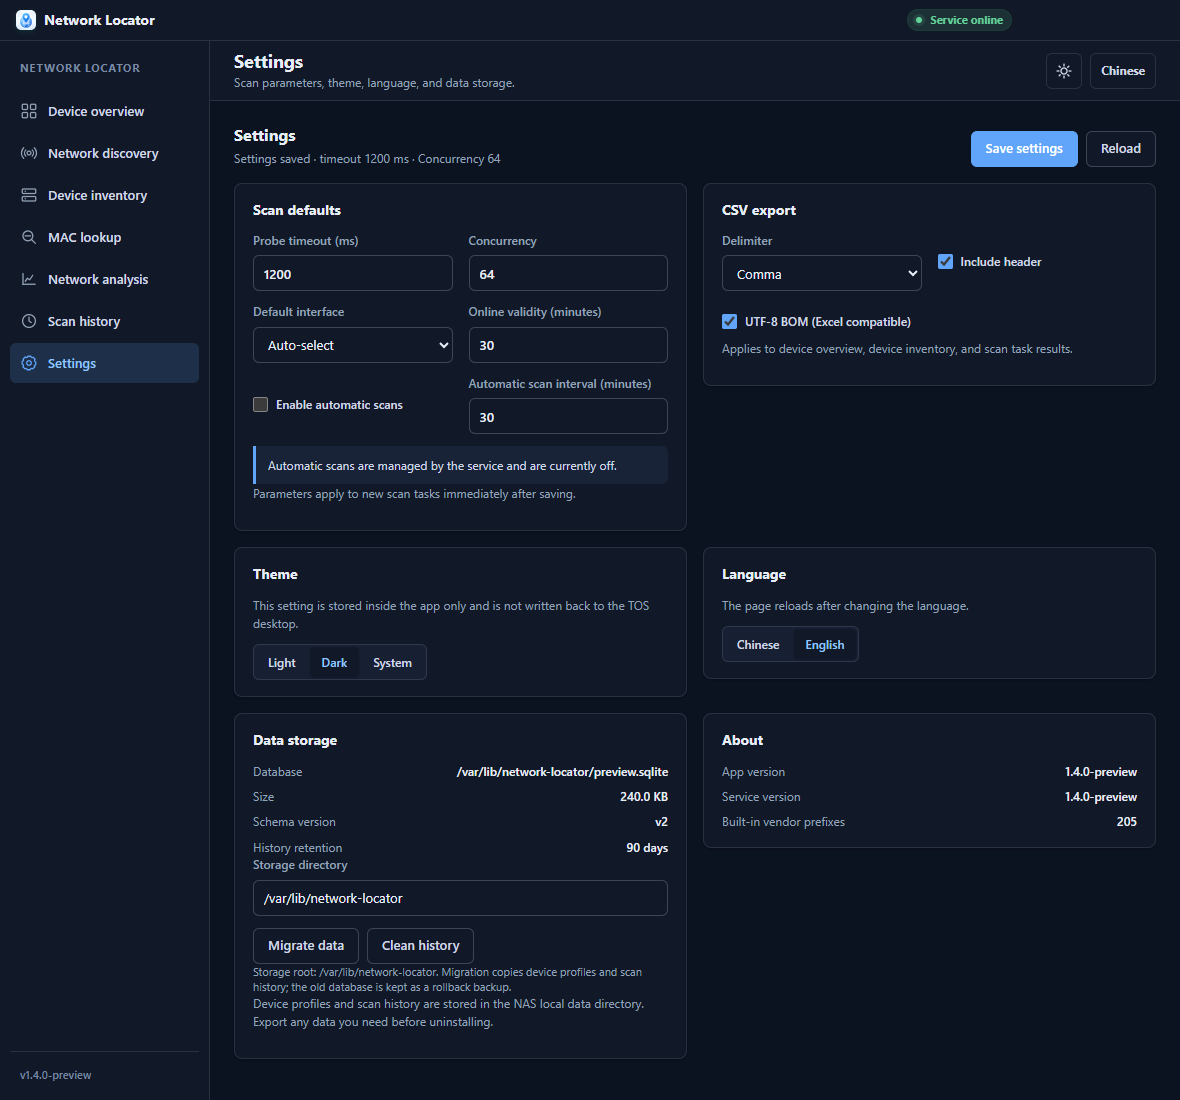 Network Locator
Service online
NETWORK LOCATOR
Device overview
Network discovery
Device inventory
MAC lookup
Network analysis
Scan history
Settings
v1.4.0-preview
Settings
Scan parameters, theme, language, and data storage.
Chinese
Settings
Settings saved · timeout 1200 ms · Concurrency 64
Save settings
Reload
Scan defaults
Probe timeout (ms)
Concurrency
1200
64
Default interface
Online validity (minutes)
Auto-select
30
Enable automatic scans
Automatic scan interval (minutes)
30
Automatic scans are managed by the service and are currently off.
Parameters apply to new scan tasks immediately after saving.
CSV export
Delimiter
Comma
Include header
UTF-8 BOM (Excel compatible)
Applies to device overview, device inventory, and scan task results.
Theme
This setting is stored inside the app only and is not written back to the TOS
desktop.
Light
Dark
System
Language
The page reloads after changing the language.
Chinese
English
Data storage
Database
/var/lib/network-locator/preview.sqlite
Size
240.0 KB
Schema version
v2
History retention
90 days
Storage directory
/var/lib/network-locator
Migrate data
Clean history
Storage root: /var/lib/network-locator. Migration copies device profiles and scan
history; the old database is kept as a rollback backup.
Device profiles and scan history are stored in the NAS local data directory.
Export any data you need before uninstalling.
About
App version
1.4.0-preview
Service version
1.4.0-preview
Built-in vendor prefixes
205